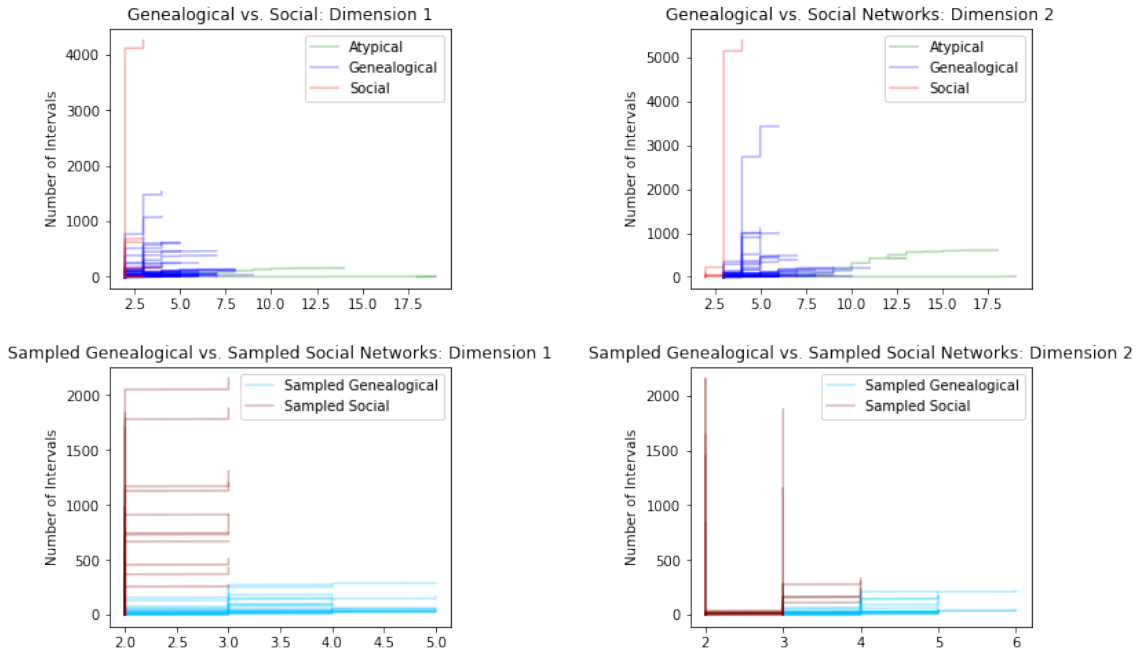 Genealogical vs. Social: Dimension 1
Number of Intervals
4000
3000
2000
1000
0
Atypical
Genealogical
Social
2.5 5.0 7.5 10.0 12.5 15.0 17.5
Genealogical vs. Social Networks: Dimension 2
Number of Intervals
5000
4000
3000
2000
1000
0
Atypical
Genealogical
Social
2.5 5.0 7.5 10.0 12.5 15.0 17.5
Sampled Genealogical vs. Sampled Social Networks: Dimension 1
Number of Intervals
2000
1500
1000
500
0
Sampled Genealogical
Sampled Social
2.0 2.5 3.0 3.5 4.0 4.5 5.0
Sampled Genealogical vs. Sampled Social Networks: Dimension 2
Number of Intervals
2000
1500
1000
500
0
Sampled Genealogical
Sampled Social
2 3 4 5 6